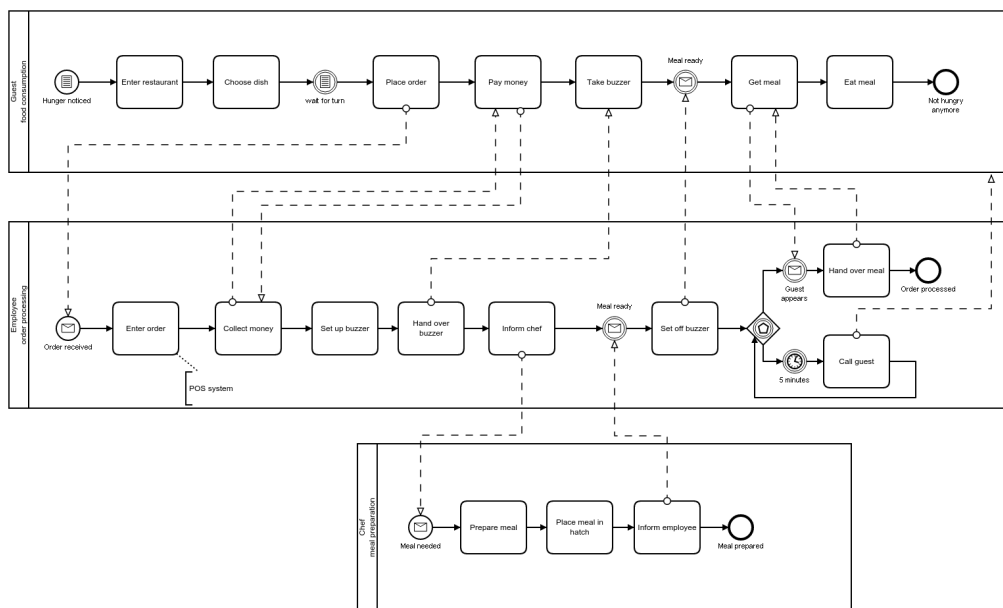 Guest
food consumption
Hunger noticed
Enter restaurant
Choose dish
wait for turn
Place order
Pay money
Take buzzer
Meal ready
Get meal
Eat meal
Not hungry
anymore
Employee
order processing
Order received
Enter order
POS system
Collect money
Set up buzzer
Hand over
buzzer
Inform chef
Meal ready
Set off buzzer
Guest
appears
Hand over meal
Order processed
5 minutes
Call guest
Chef
meal preparation
Meal needed
Prepare meal
Place meal in
hatch
Inform employee
Meal prepared